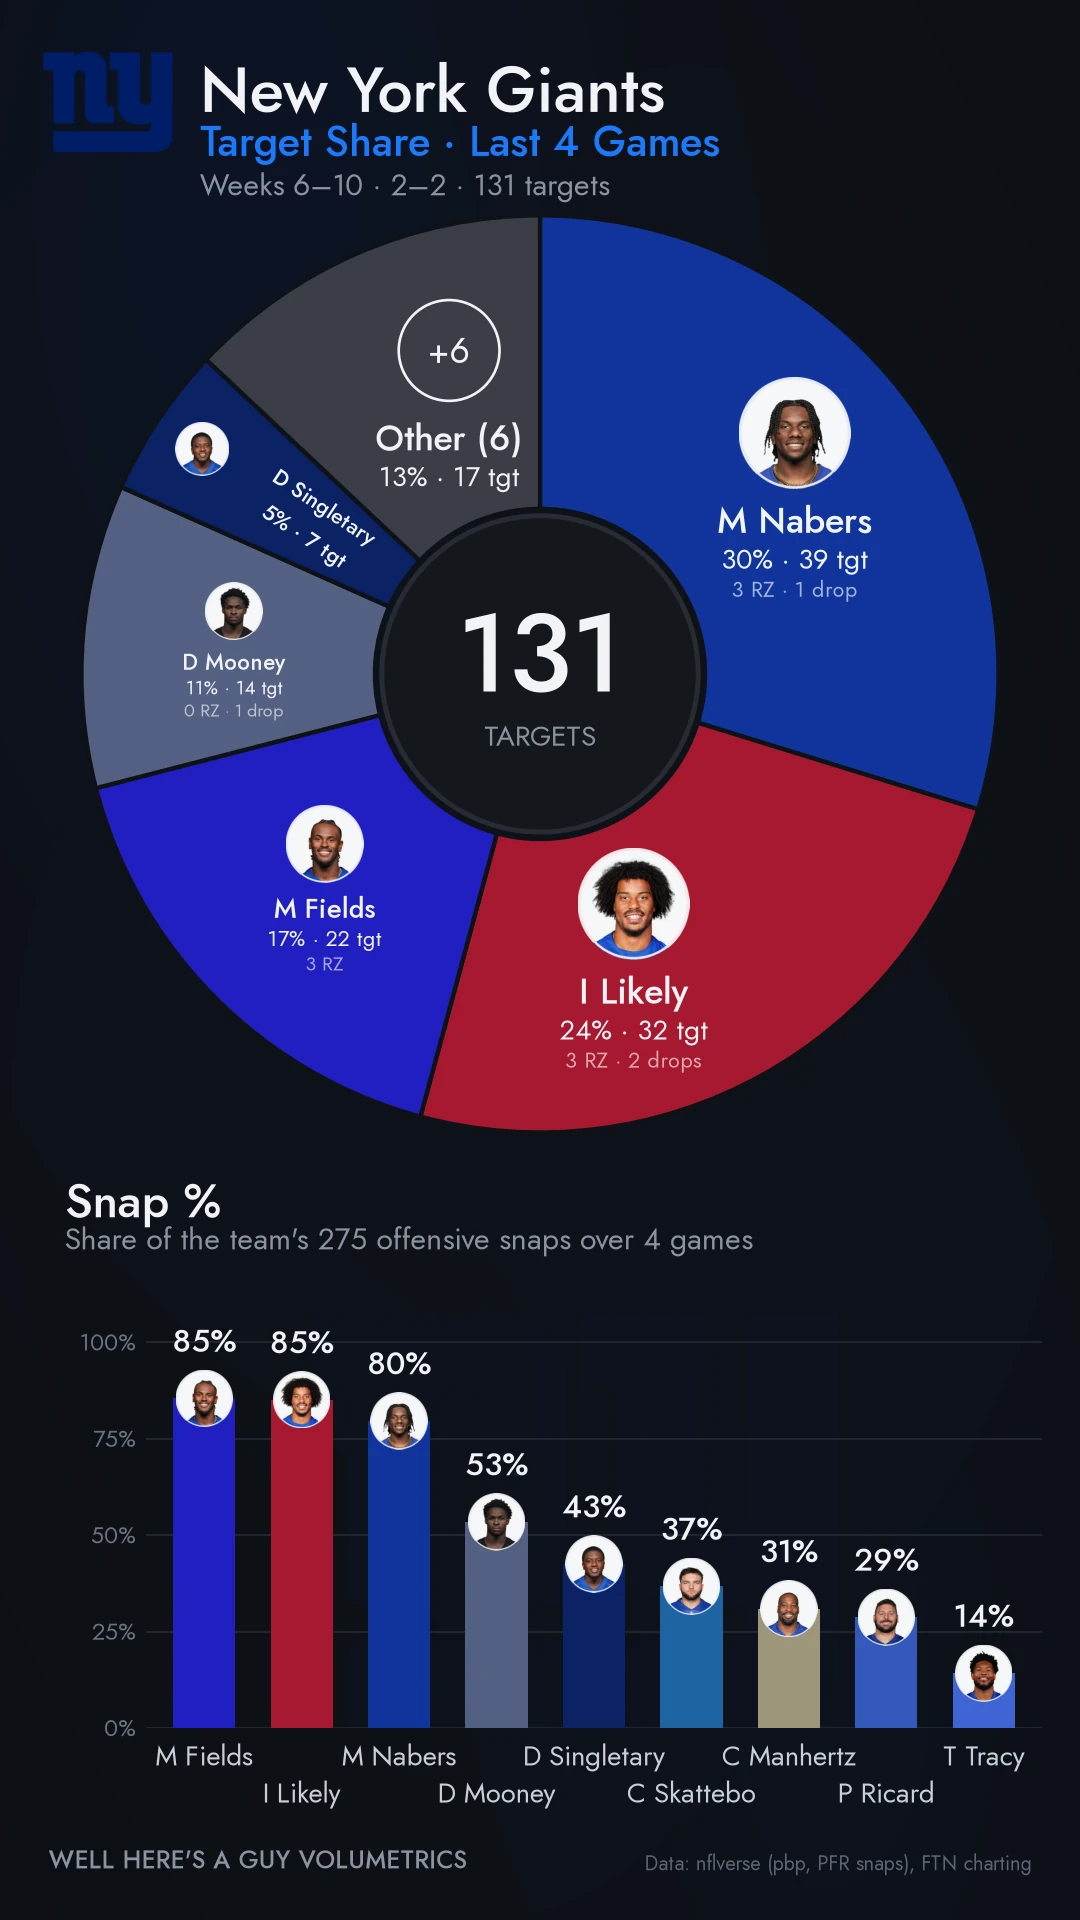 ny
New York Giants
Target Share · Last 4 Games
Weeks 6–10 · 2–2 · 131 targets
+6
Other (6)
13% · 17 tgt
M Nabers
30% · 39 tgt
3 RZ · 1 drop
D Singletary
5% · 7 tgt
D Mooney
11% · 14 tgt
0 RZ · 1 drop
131
TARGETS
M Fields
17% · 22 tgt
3 RZ
I Likely
24% · 32 tgt
3 RZ · 2 drops
Snap %
Share of the team's 275 offensive snaps over 4 games
100%
75%
50%
25%
0%
85%
85%
80%
53%
43%
37%
31%
29%
14%
M Fields
I Likely
M Nabers
D Mooney
D Singletary
C Skattebo
C Manhertz
P Ricard
T Tracy
WELL HERE'S A GUY VOLUMETRICS
Data: nflverse (pbp, PFR snaps), FTN charting